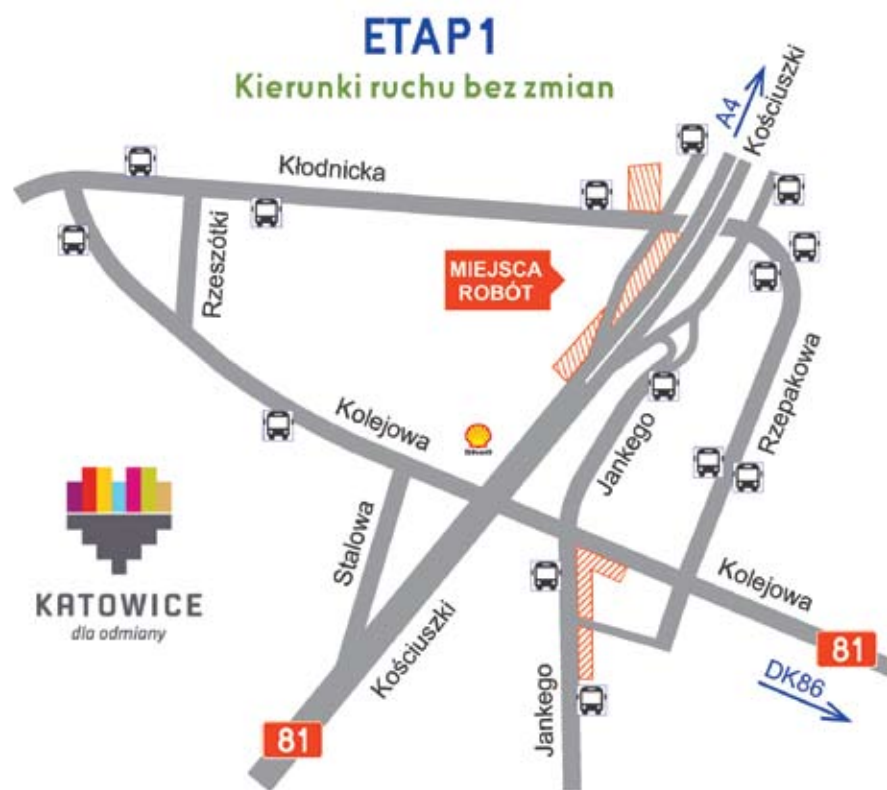 ETAP 1
Kierunki ruchu bez zmian
A4
Kościuszki
Kłodnicka
Rzeszótki
MIEJSCA
ROBÓT
Rzepakowa
Kolejowa
Shell
Jankego
Stalowa
KATOWICE
dla odmiany
Kościuszki
Kolejowa
81
DK86
Jankego
81